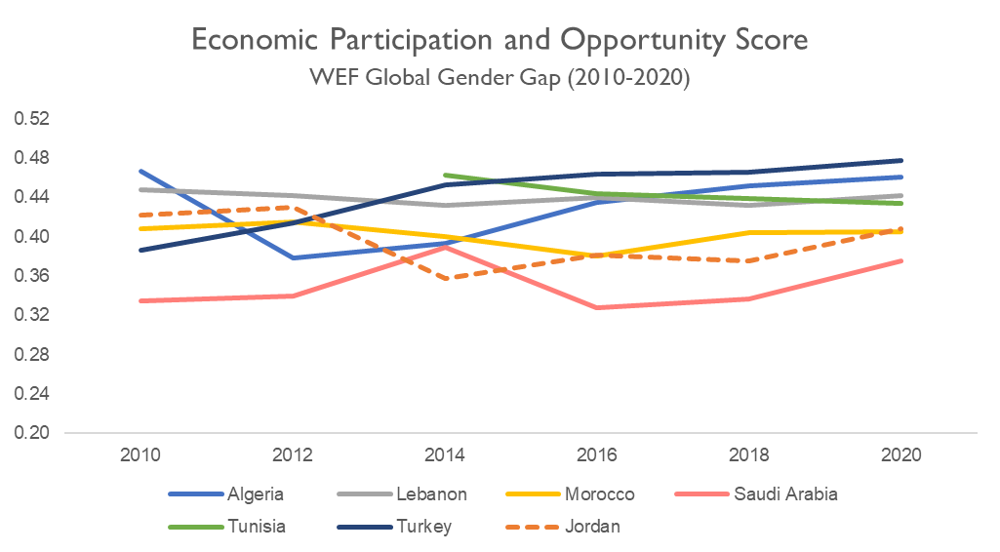 Economic Participation and Opportunity Score
WEF Global Gender Gap (2010-2020)
0.52
0.48
0.44
0.40
0.36
0.32
0.28
0.24
0.20
2010 2012 2014 2016 2018 2020
Algeria Lebanon Morocco Saudi Arabia
Tunisia Turkey Jordan